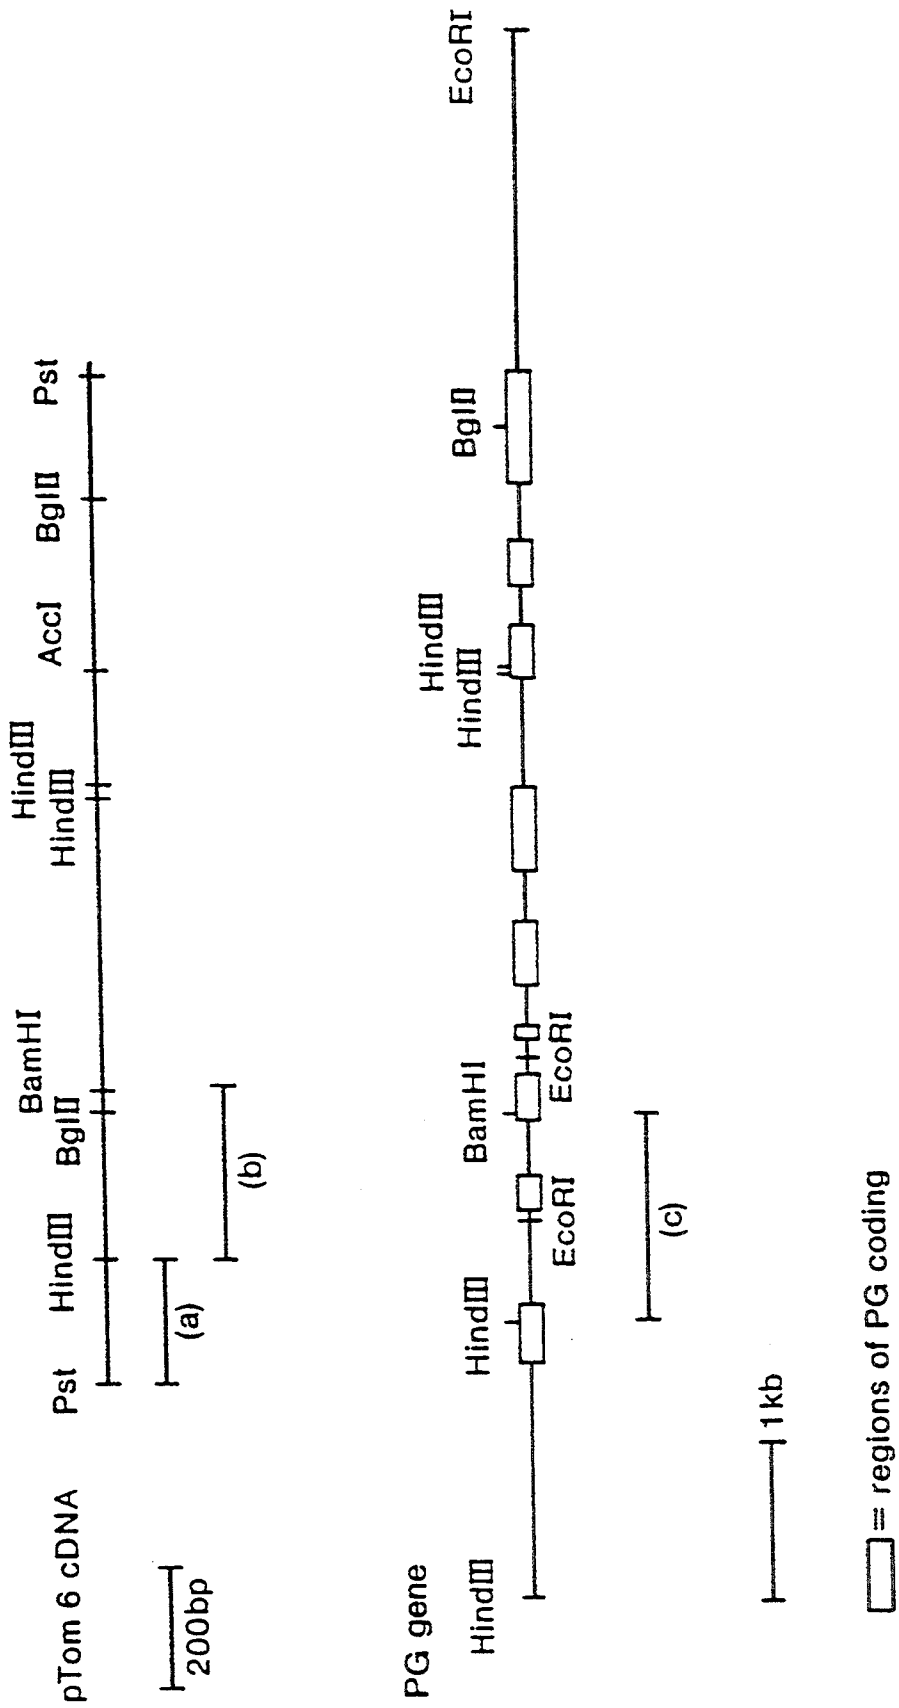 pTom 6 cDNA
200bp
Pst
HindIII
BglII
BamHI
HindIII
HindIII
AccI
BglII
Pst
(a)
(b)
PG gene
HindIII
HindIII
EcoRI
BamHI
EcoRI
HindIII
HindIII
BglII
EcoRI
(c)
1kb
= regions of PG coding